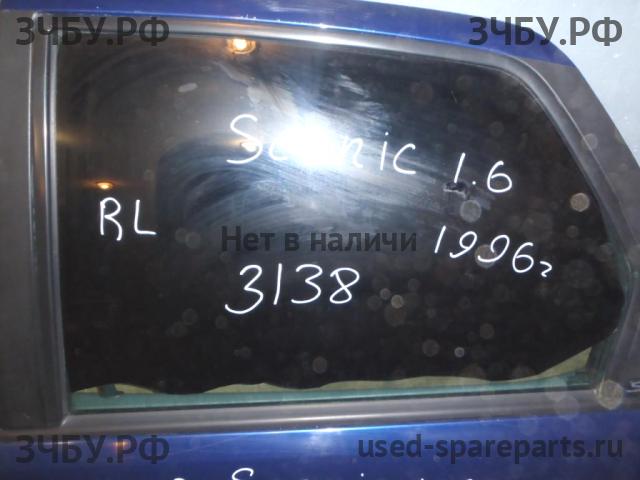 ЗЧБУ.РФ ЗЧБУ.РФ
Scenic 1.6
RL 1996г
Нет в наличи
3138
ЗЧБУ.РФ used-spareparts.ru